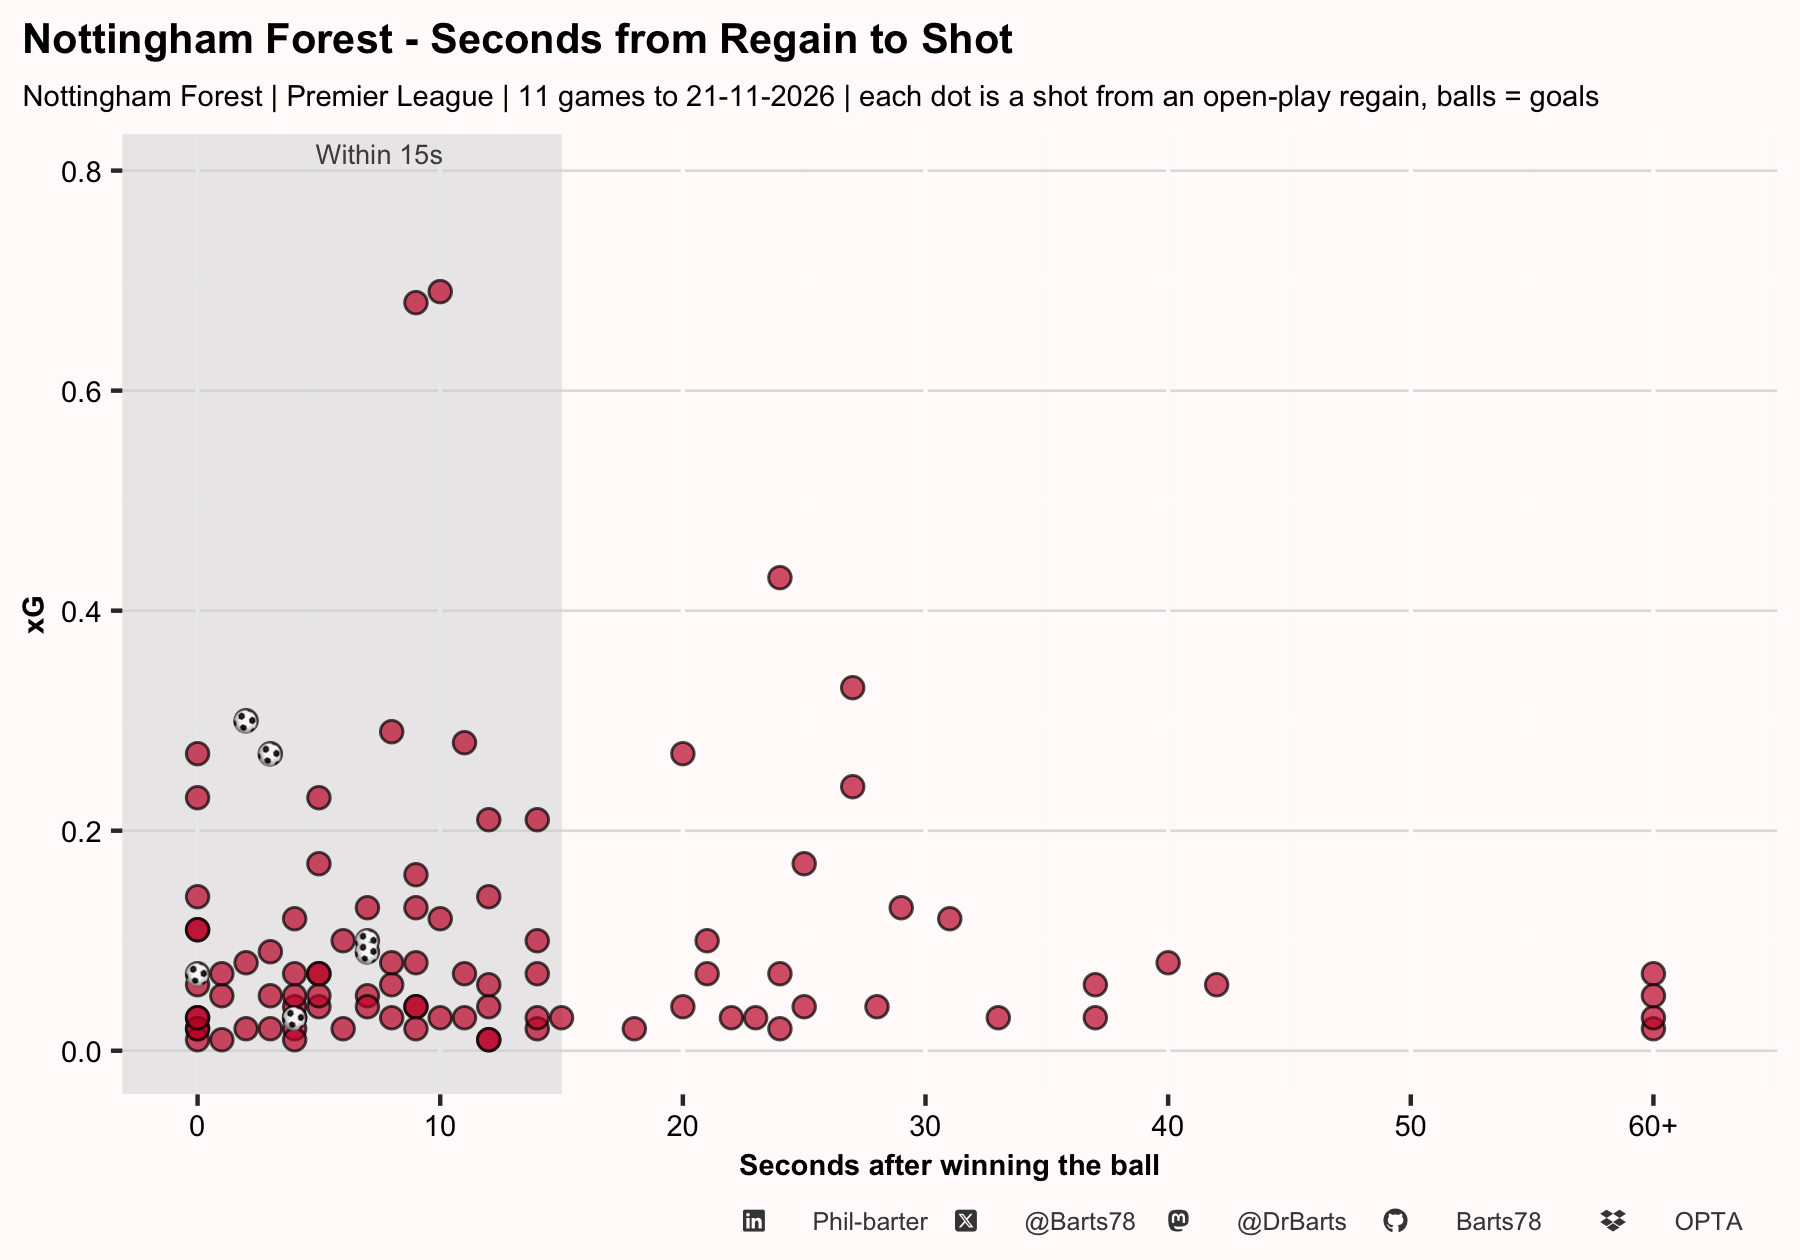 Nottingham Forest - Seconds from Regain to Shot
Nottingham Forest | Premier League | 11 games to 21-11-2026 | each dot is a shot from an open-play regain, balls = goals
Within 15s
0.8
0.6
0.4
0.2
0.0
xG
0 10 20 30 40 50 60+
Seconds after winning the ball
Phil-barter @Barts78 @DrBarts Barts78 OPTA